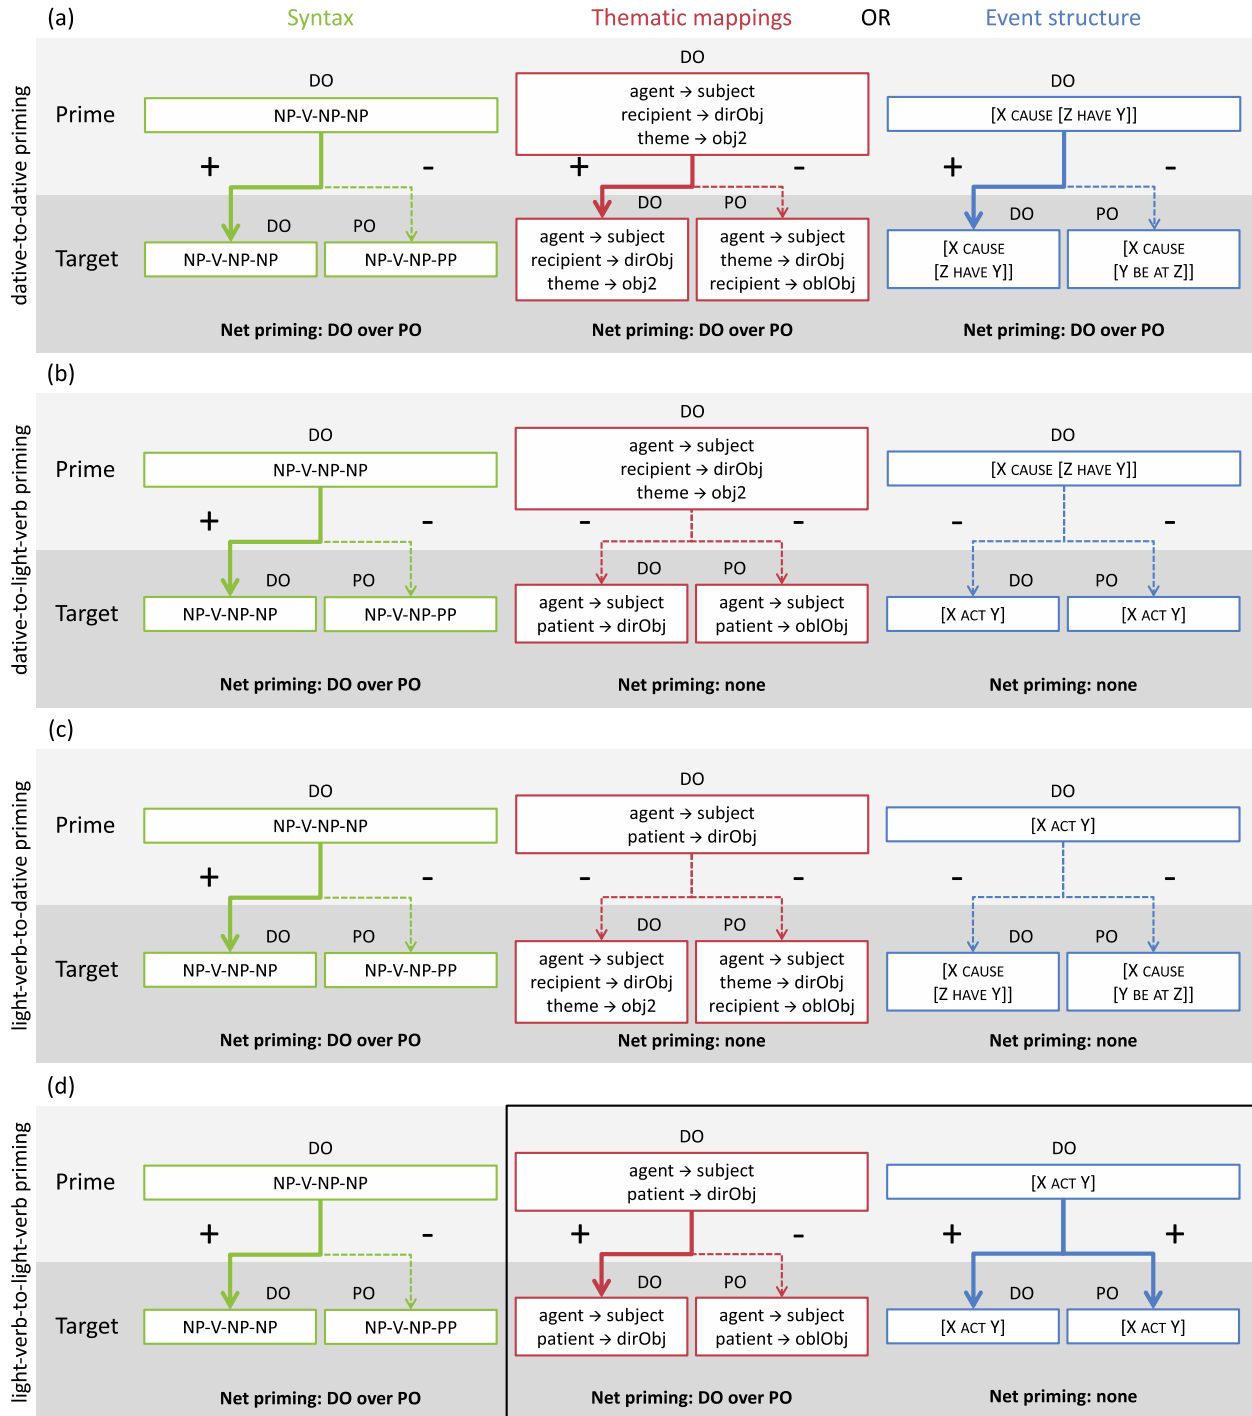 (a)
Syntax
Thematic mappings
OR
Event structure
dative-to-dative priming
Prime
DO
NP-V-NP-NP
DO
agent → subject
recipient → dirObj
theme → obj2
DO
[X CAUSE [Z HAVE Y]]
+
-
+
-
+
-
Target
DO
PO
NP-V-NP-NP
NP-V-NP-PP
DO
PO
agent → subject
recipient → dirObj
theme → obj2
agent → subject
theme → dirObj
recipient → oblObj
DO
PO
[X CAUSE
[Z HAVE Y]]
[X CAUSE
[Y BE AT Z]]
Net priming: DO over PO
Net priming: DO over PO
Net priming: DO over PO
(b)
dative-to-light-verb priming
Prime
DO
NP-V-NP-NP
DO
agent → subject
recipient → dirObj
theme → obj2
DO
[X CAUSE [Z HAVE Y]]
+
-
-
-
-
-
Target
DO
PO
NP-V-NP-NP
NP-V-NP-PP
DO
PO
agent → subject
patient → dirObj
agent → subject
patient → oblObj
DO
PO
[X ACT Y]
[X ACT Y]
Net priming: DO over PO
Net priming: none
Net priming: none
(c)
light-verb-to-dative priming
Prime
DO
NP-V-NP-NP
DO
agent → subject
patient → dirObj
DO
[X ACT Y]
+
-
-
-
-
-
Target
DO
PO
NP-V-NP-NP
NP-V-NP-PP
DO
PO
agent → subject
recipient → dirObj
theme → obj2
agent → subject
theme → dirObj
recipient → oblObj
DO
PO
[X CAUSE
[Z HAVE Y]]
[X CAUSE
[Y BE AT Z]]
Net priming: DO over PO
Net priming: none
Net priming: none
(d)
light-verb-to-light-verb priming
Prime
DO
NP-V-NP-NP
DO
agent → subject
patient → dirObj
DO
[X ACT Y]
+
-
+
-
+
+
Target
DO
PO
NP-V-NP-NP
NP-V-NP-PP
DO
PO
agent → subject
patient → dirObj
agent → subject
patient → oblObj
DO
PO
[X ACT Y]
[X ACT Y]
Net priming: DO over PO
Net priming: DO over PO
Net priming: none